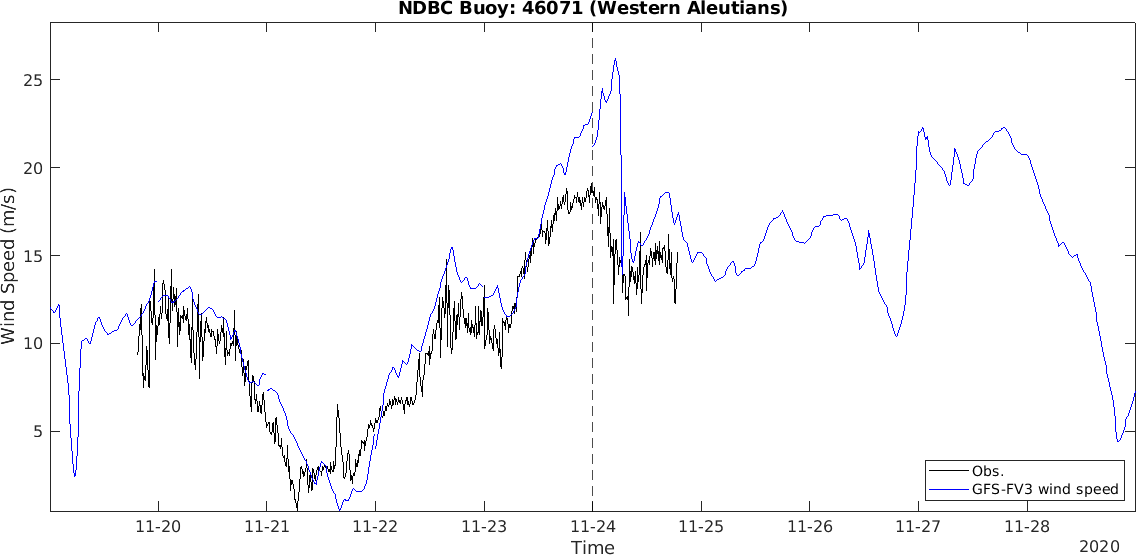 NDBC Buoy: 46071 (Western Aleutians)
Wind Speed (m/s)
25
20
15
10
5
Obs.
GFS-FV3 wind speed
11-20 11-21 11-22 11-23 11-24 11-25 11-26 11-27 11-28
Time
2020